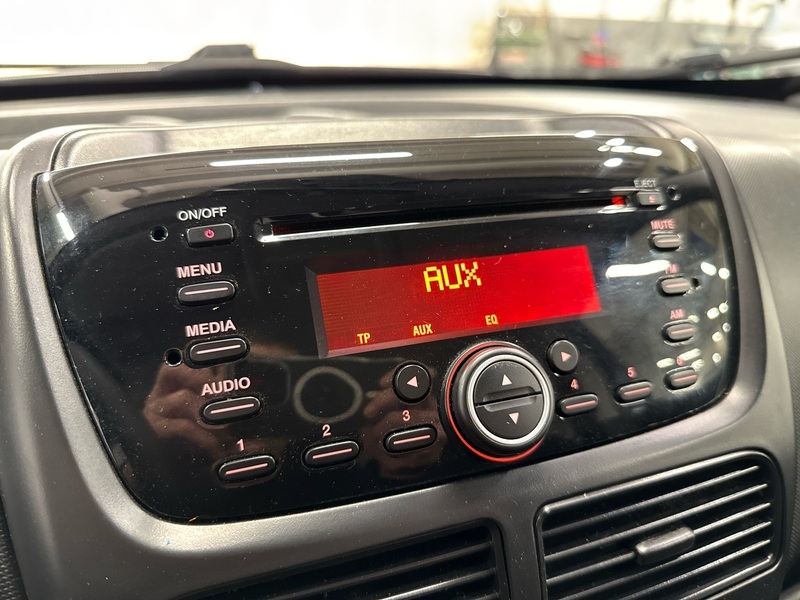 ON/OFF
EJECT
MENU
MUTE
MEDIA
FM
AUDIO
AM
AUX
TP AUX EQ
1 2 3 4 5 6